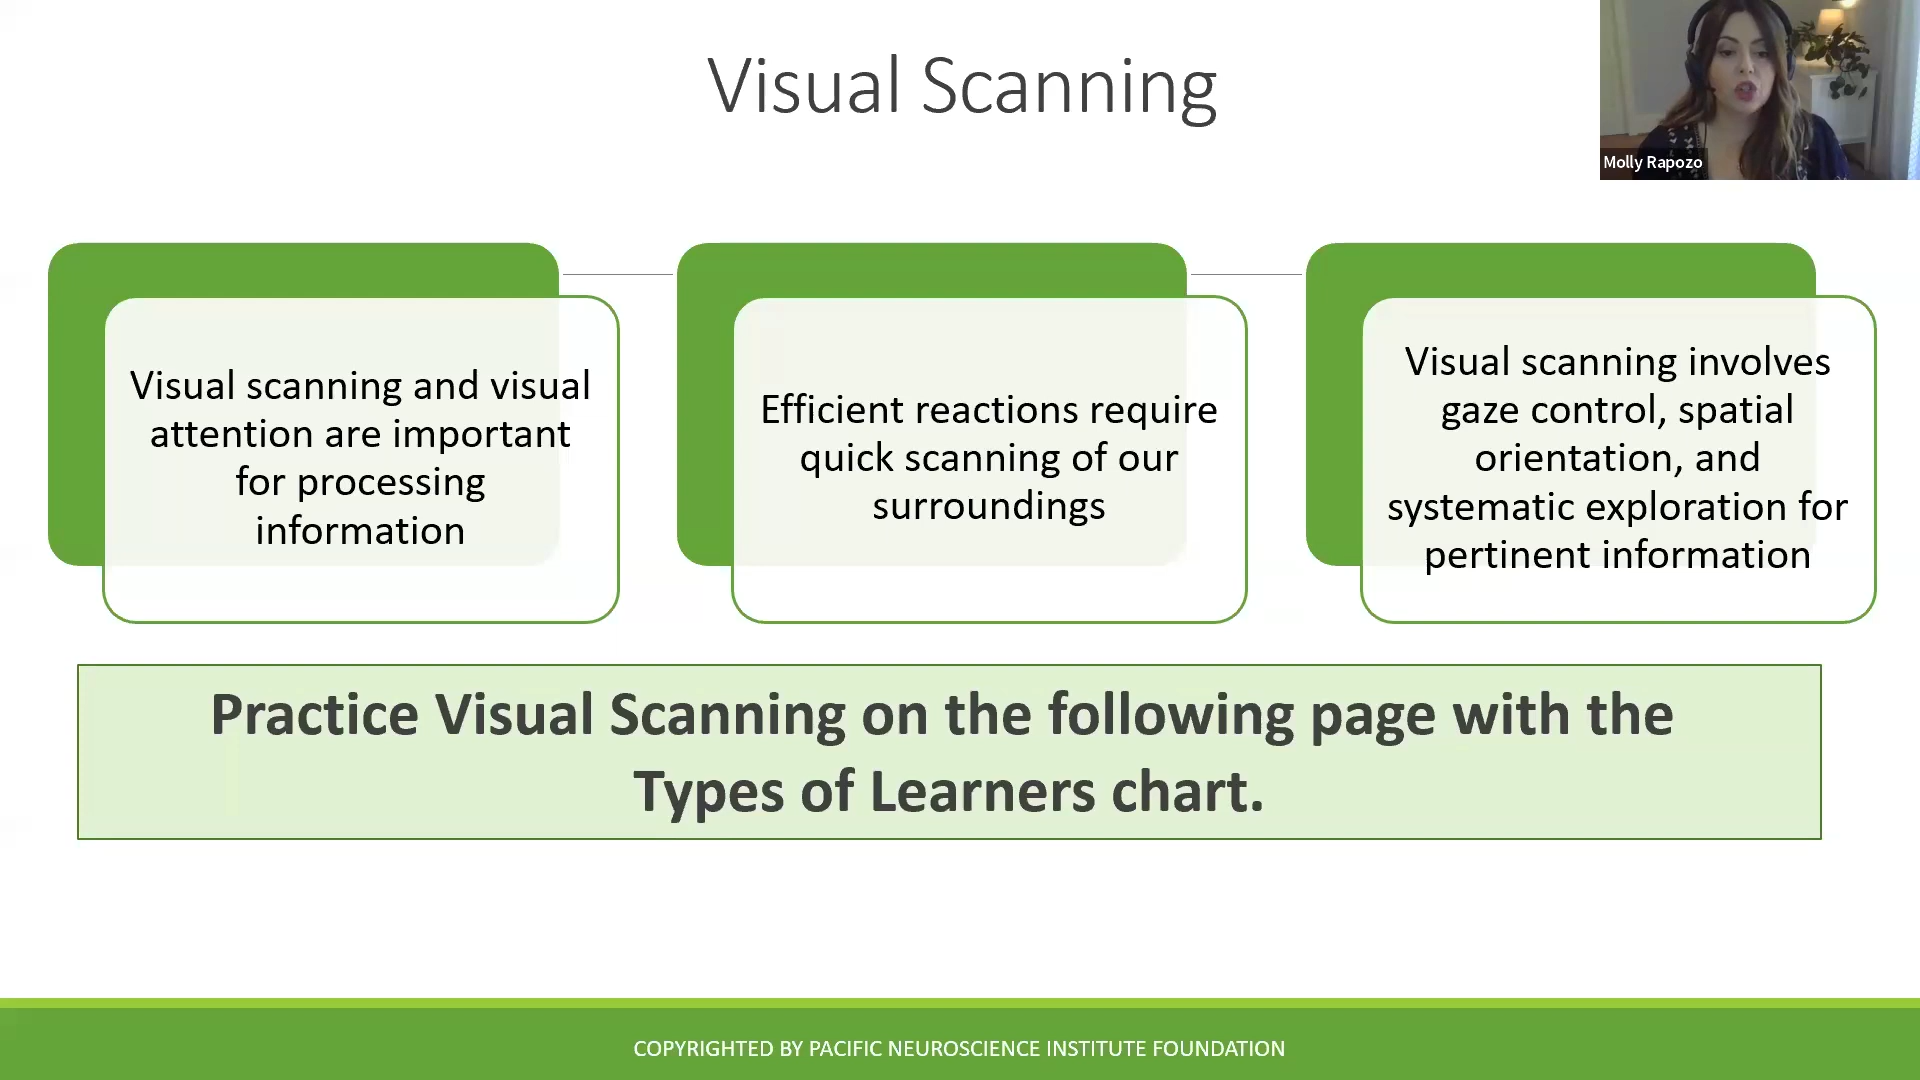 Visual Scanning
Molly Rapozo
Visual scanning and visual
attention are important
for processing
information
Efficient reactions require
quick scanning of our
surroundings
Visual scanning involves
gaze control, spatial
orientation, and
systematic exploration for
pertinent information
Practice Visual Scanning on the following page with the
Types of Learners chart.
COPYRIGHTED BY PACIFIC NEUROSCIENCE INSTITUTE FOUNDATION